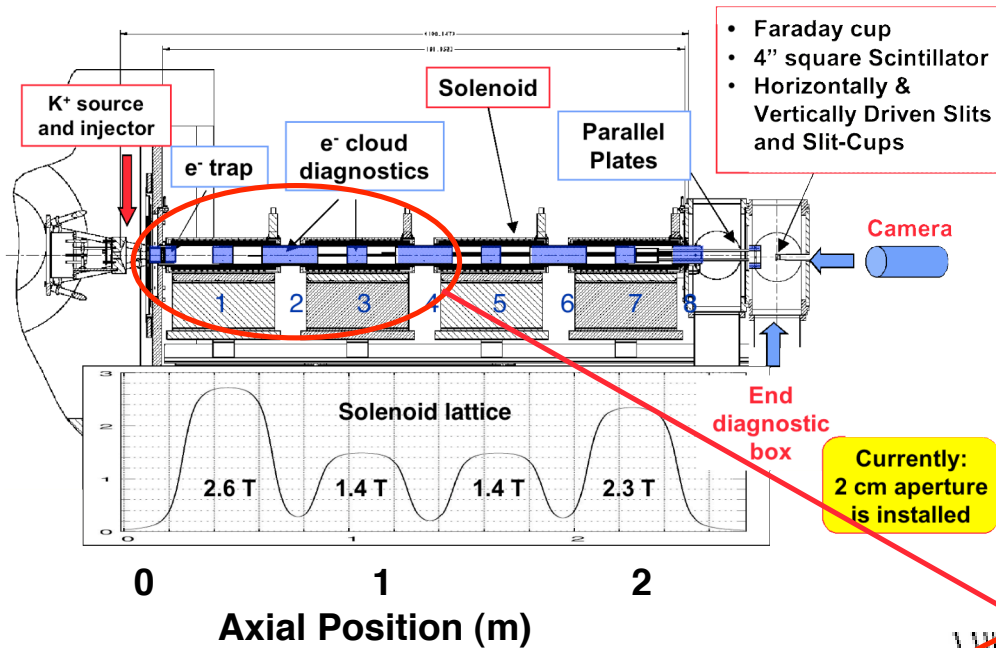 • Faraday cup
• 4” square Scintillator
• Horizontally &
Vertically Driven Slits
and Slit-Cups
K⁺ source
and injector
Solenoid
Parallel
Plates
e⁻ trap
e⁻ cloud
diagnostics
Camera
1 2 3 4 5 6 7 8
End
diagnostic
box
Currently:
2 cm aperture
is installed
Solenoid lattice
3
2
1
0
2.6 T 1.4 T 1.4 T 2.3 T
0 1 2
0 1 2
Axial Position (m)